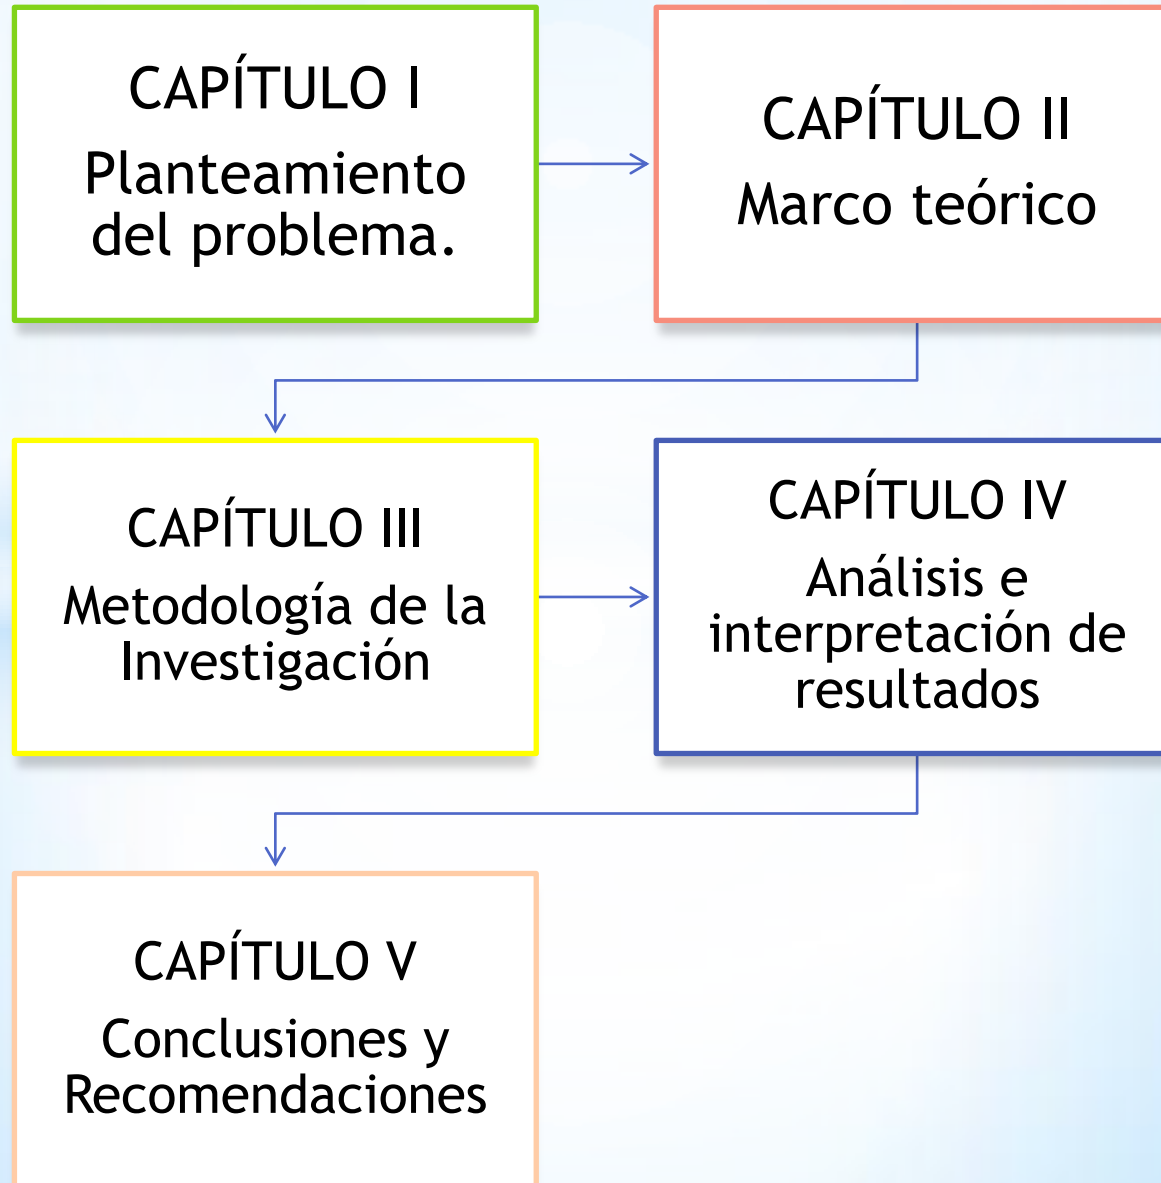 CAPÍTULO I
Planteamiento
del problema.
CAPÍTULO II
Marco teórico
CAPÍTULO III
Metodología de la
Investigación
CAPÍTULO IV
Análisis e
interpretación de
resultados
CAPÍTULO V
Conclusiones y
Recomendaciones